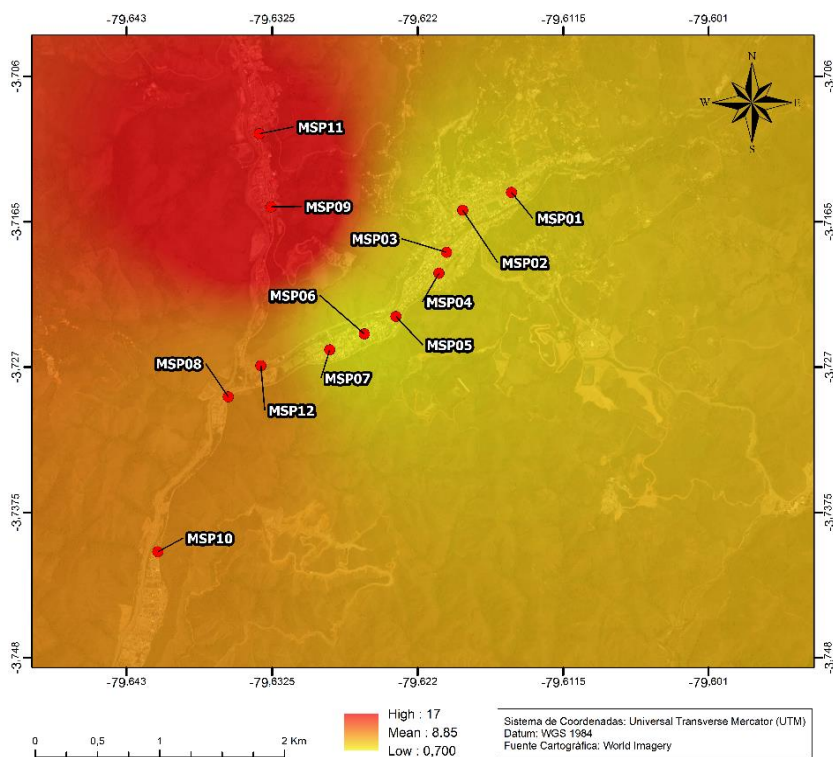 -79.643 -79.6325 -79.622 -79.6115 -79.601
-3.706 -3.706
N
W E
S
MSP11
MSP09
MSP01
-3.7165 -3.7165
MSP03
MSP02
MSP04
MSP06
MSP05
-3.727 -3.727
MSP08
MSP07
MSP12
-3.7375 -3.7375
MSP10
-3.748 -3.748
-79.643 -79.6325 -79.622 -79.6115 -79.601
High : 17
Mean : 8.85
Low : 0,700
0 0,5 1 2 Km
Sistema de Coordenadas: Universal Transverse Mercator (UTM)
Datum: WGS 1984
Fuente Cartográfica: World Imagery